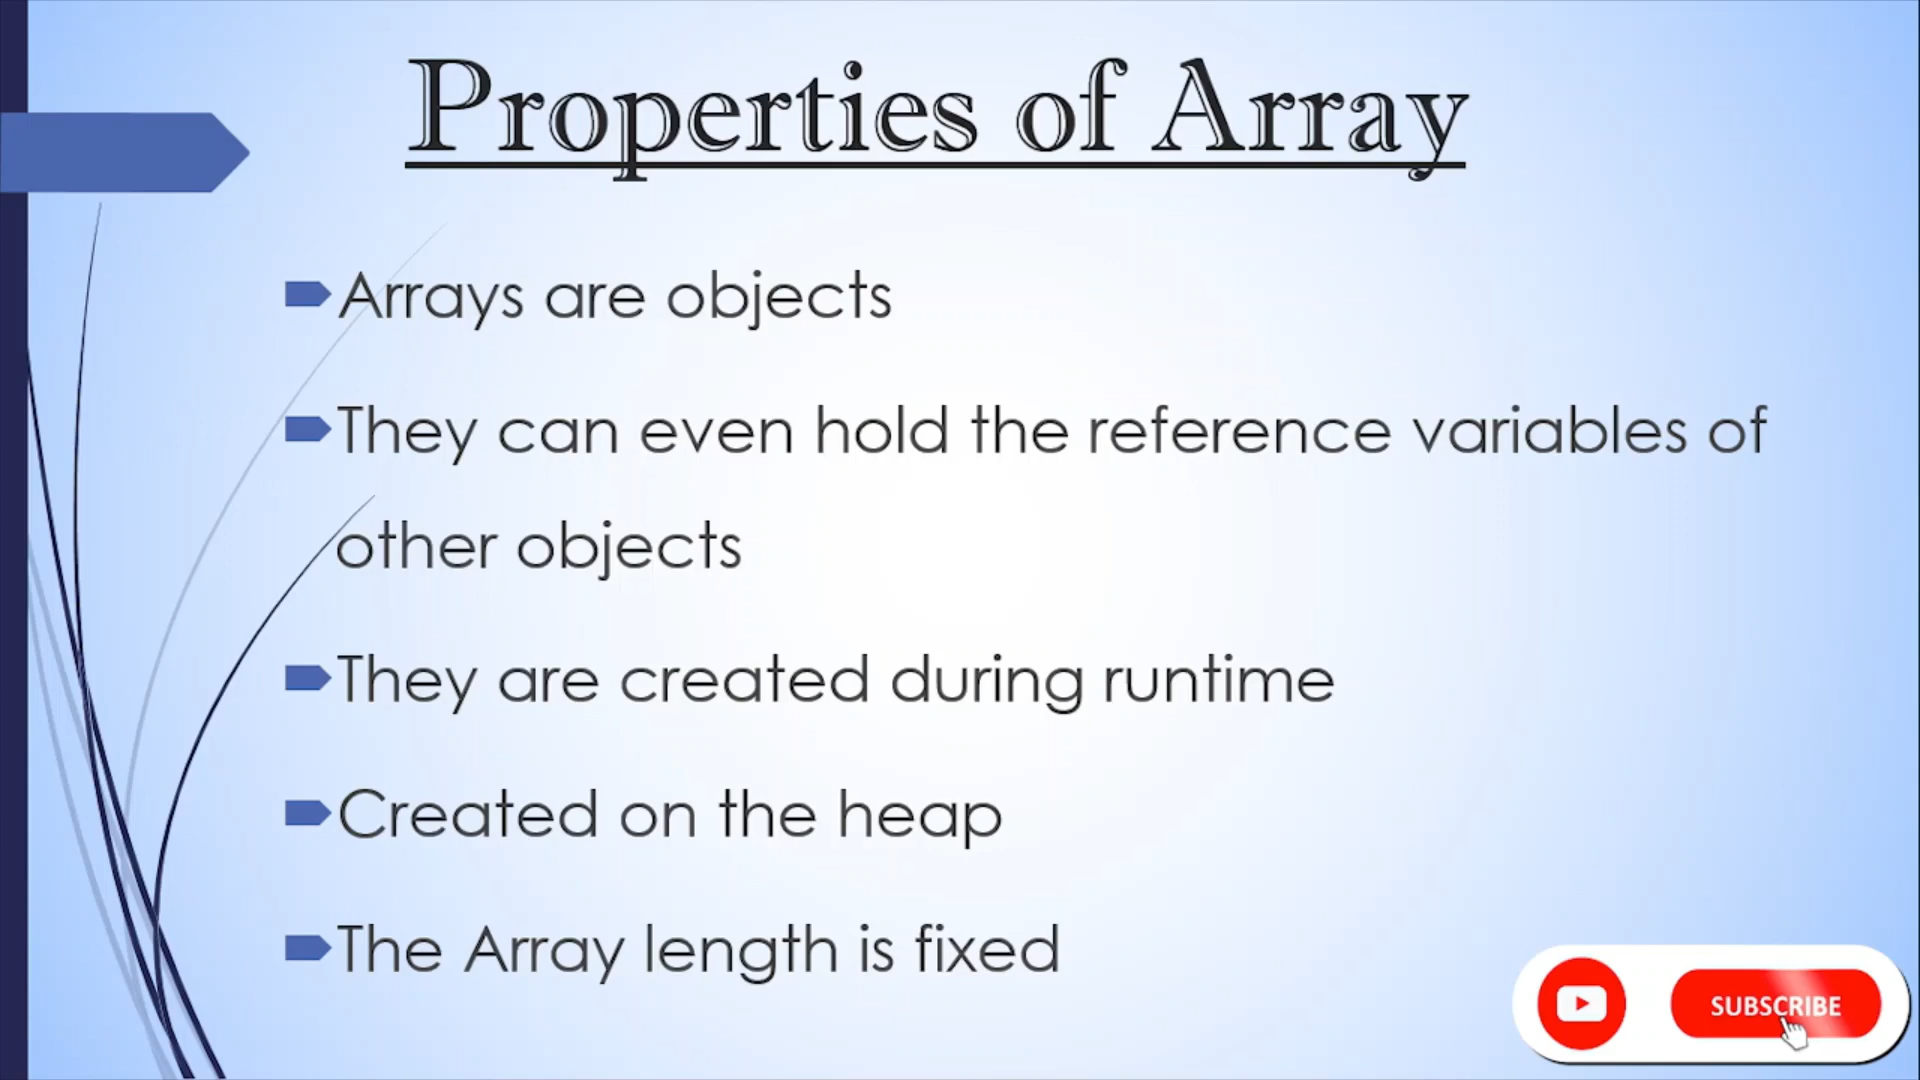 Properties of Array
Arrays are objects
They can even hold the reference variables of
other objects
They are created during runtime
Created on the heap
The Array length is fixed
SUBSCRIBE